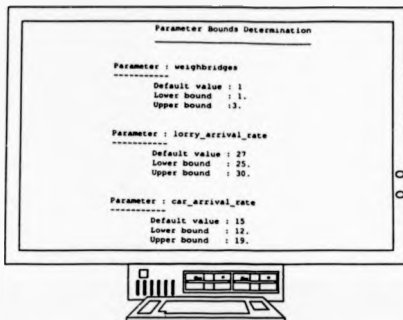 Parameter Bounds Determination
Parameter : weighbridges
-----------
Default value : 1
Lower bound : 1.
Upper bound :3.
Parameter : lorry_arrival_rate
-----------
Default value : 27
Lower bound : 25.
Upper bound : 30.
Parameter : car_arrival_rate
-----------
Default value : 15
Lower bound : 12.
Upper bound : 19.